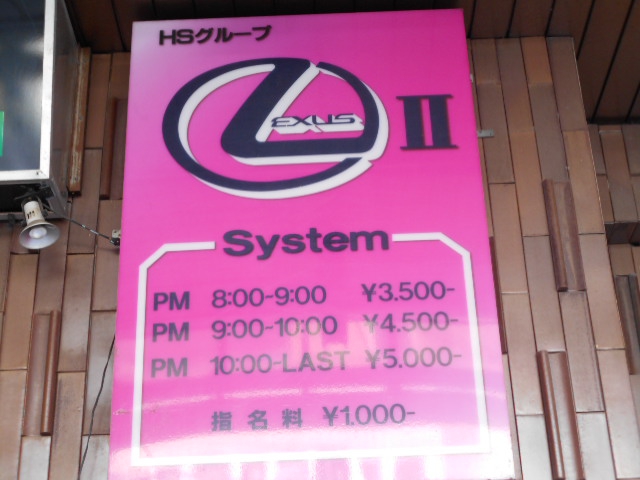 HSグループ
LEXUS II
System
PM 8:00-9:00 ¥3.500-
PM 9:00-10:00 ¥4.500-
PM 10:00-LAST ¥5.000-
指名料 ¥1.000-